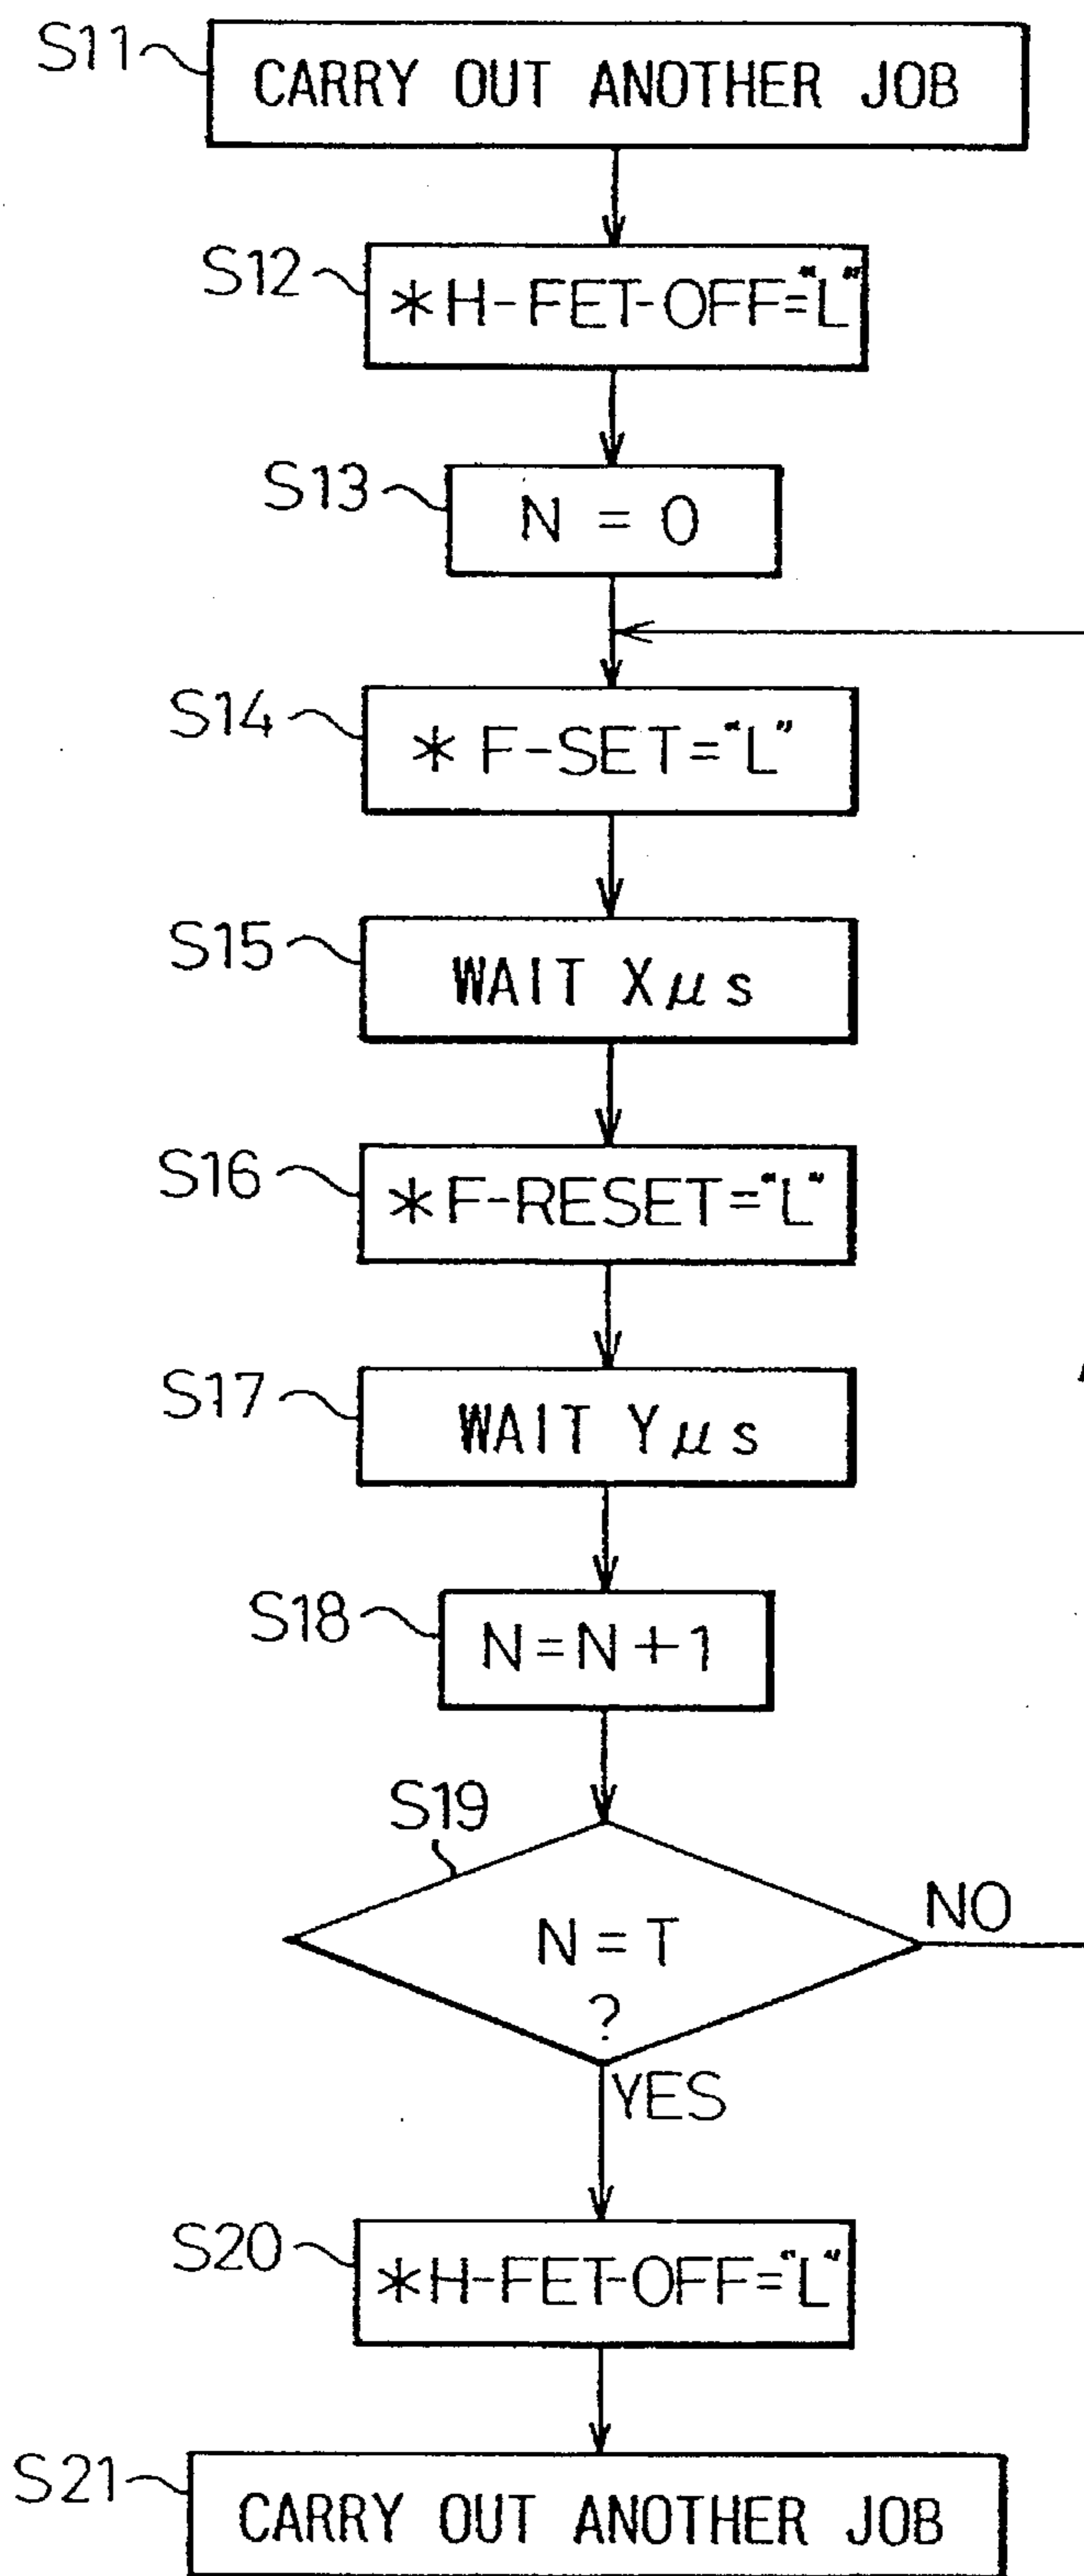 S11
CARRY OUT ANOTHER JOB
S12
*H-FET-OFF="L"
S13
N = 0
S14
* F-SET="L"
S15
WAIT Xμs
S16
*F-RESET="L"
S17
WAIT Yμs
S18
N=N+1
S19
N=T
?
NO
YES
S20
*H-FET-OFF="L"
S21
CARRY OUT ANOTHER JOB